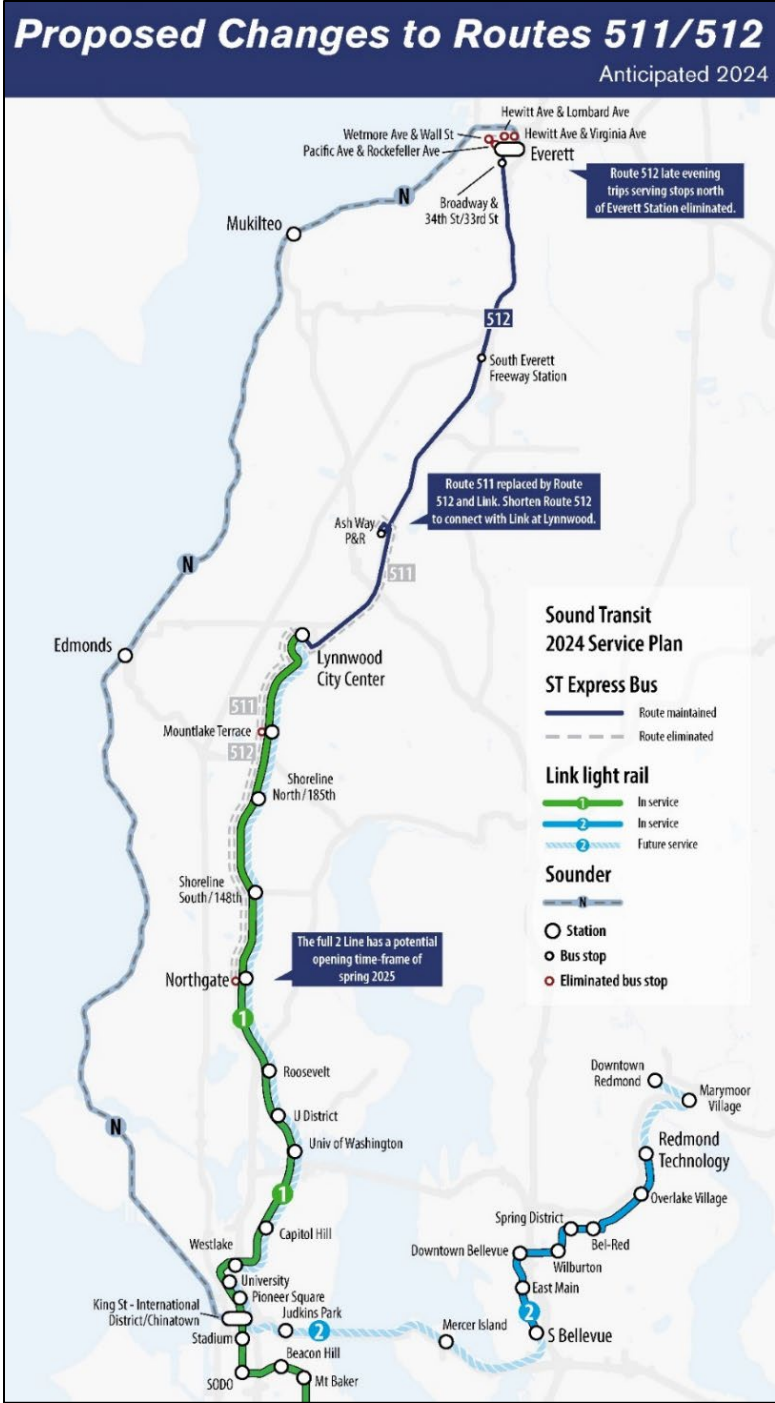 Proposed Changes to Routes 511/512
Anticipated 2024
Hewitt Ave & Lombard Ave
Wetmore Ave & Wall St
Hewitt Ave & Virginia Ave
Pacific Ave & Rockefeller Ave
Everett
Route 512 late evening
trips serving stops north
of Everett Station eliminated.
Broadway &
34th St/33rd St
N
Mukilteo
512
South Everett
Freeway Station
Route 511 replaced by Route
512 and Link. Shorten Route 512
to connect with Link at Lynnwood.
Ash Way
P&R
511
N
Edmonds
Lynnwood
City Center
511
Mountlake Terrace
512
Shoreline
North/185th
Shoreline
South/148th
The full 2 Line has a potential
opening time-frame of
spring 2025
Northgate
1
Sound Transit
2024 Service Plan
ST Express Bus
Route maintained
Route eliminated
Link light rail
1 In service
2 In service
2 Future service
Sounder
N
Station
Bus stop
Eliminated bus stop
Roosevelt
U District
N
Univ of Washington
1
Capitol Hill
Westlake
University
Pioneer Square
King St - International
District/Chinatown
Judkins Park
2
Stadium
Beacon Hill
SODO
Mt Baker
Mercer Island
Downtown
Redmond
Marymoor
Village
Redmond
Technology
Overlake Village
Spring District
Bel-Red
Downtown Bellevue
Wilburton
East Main
2
S Bellevue